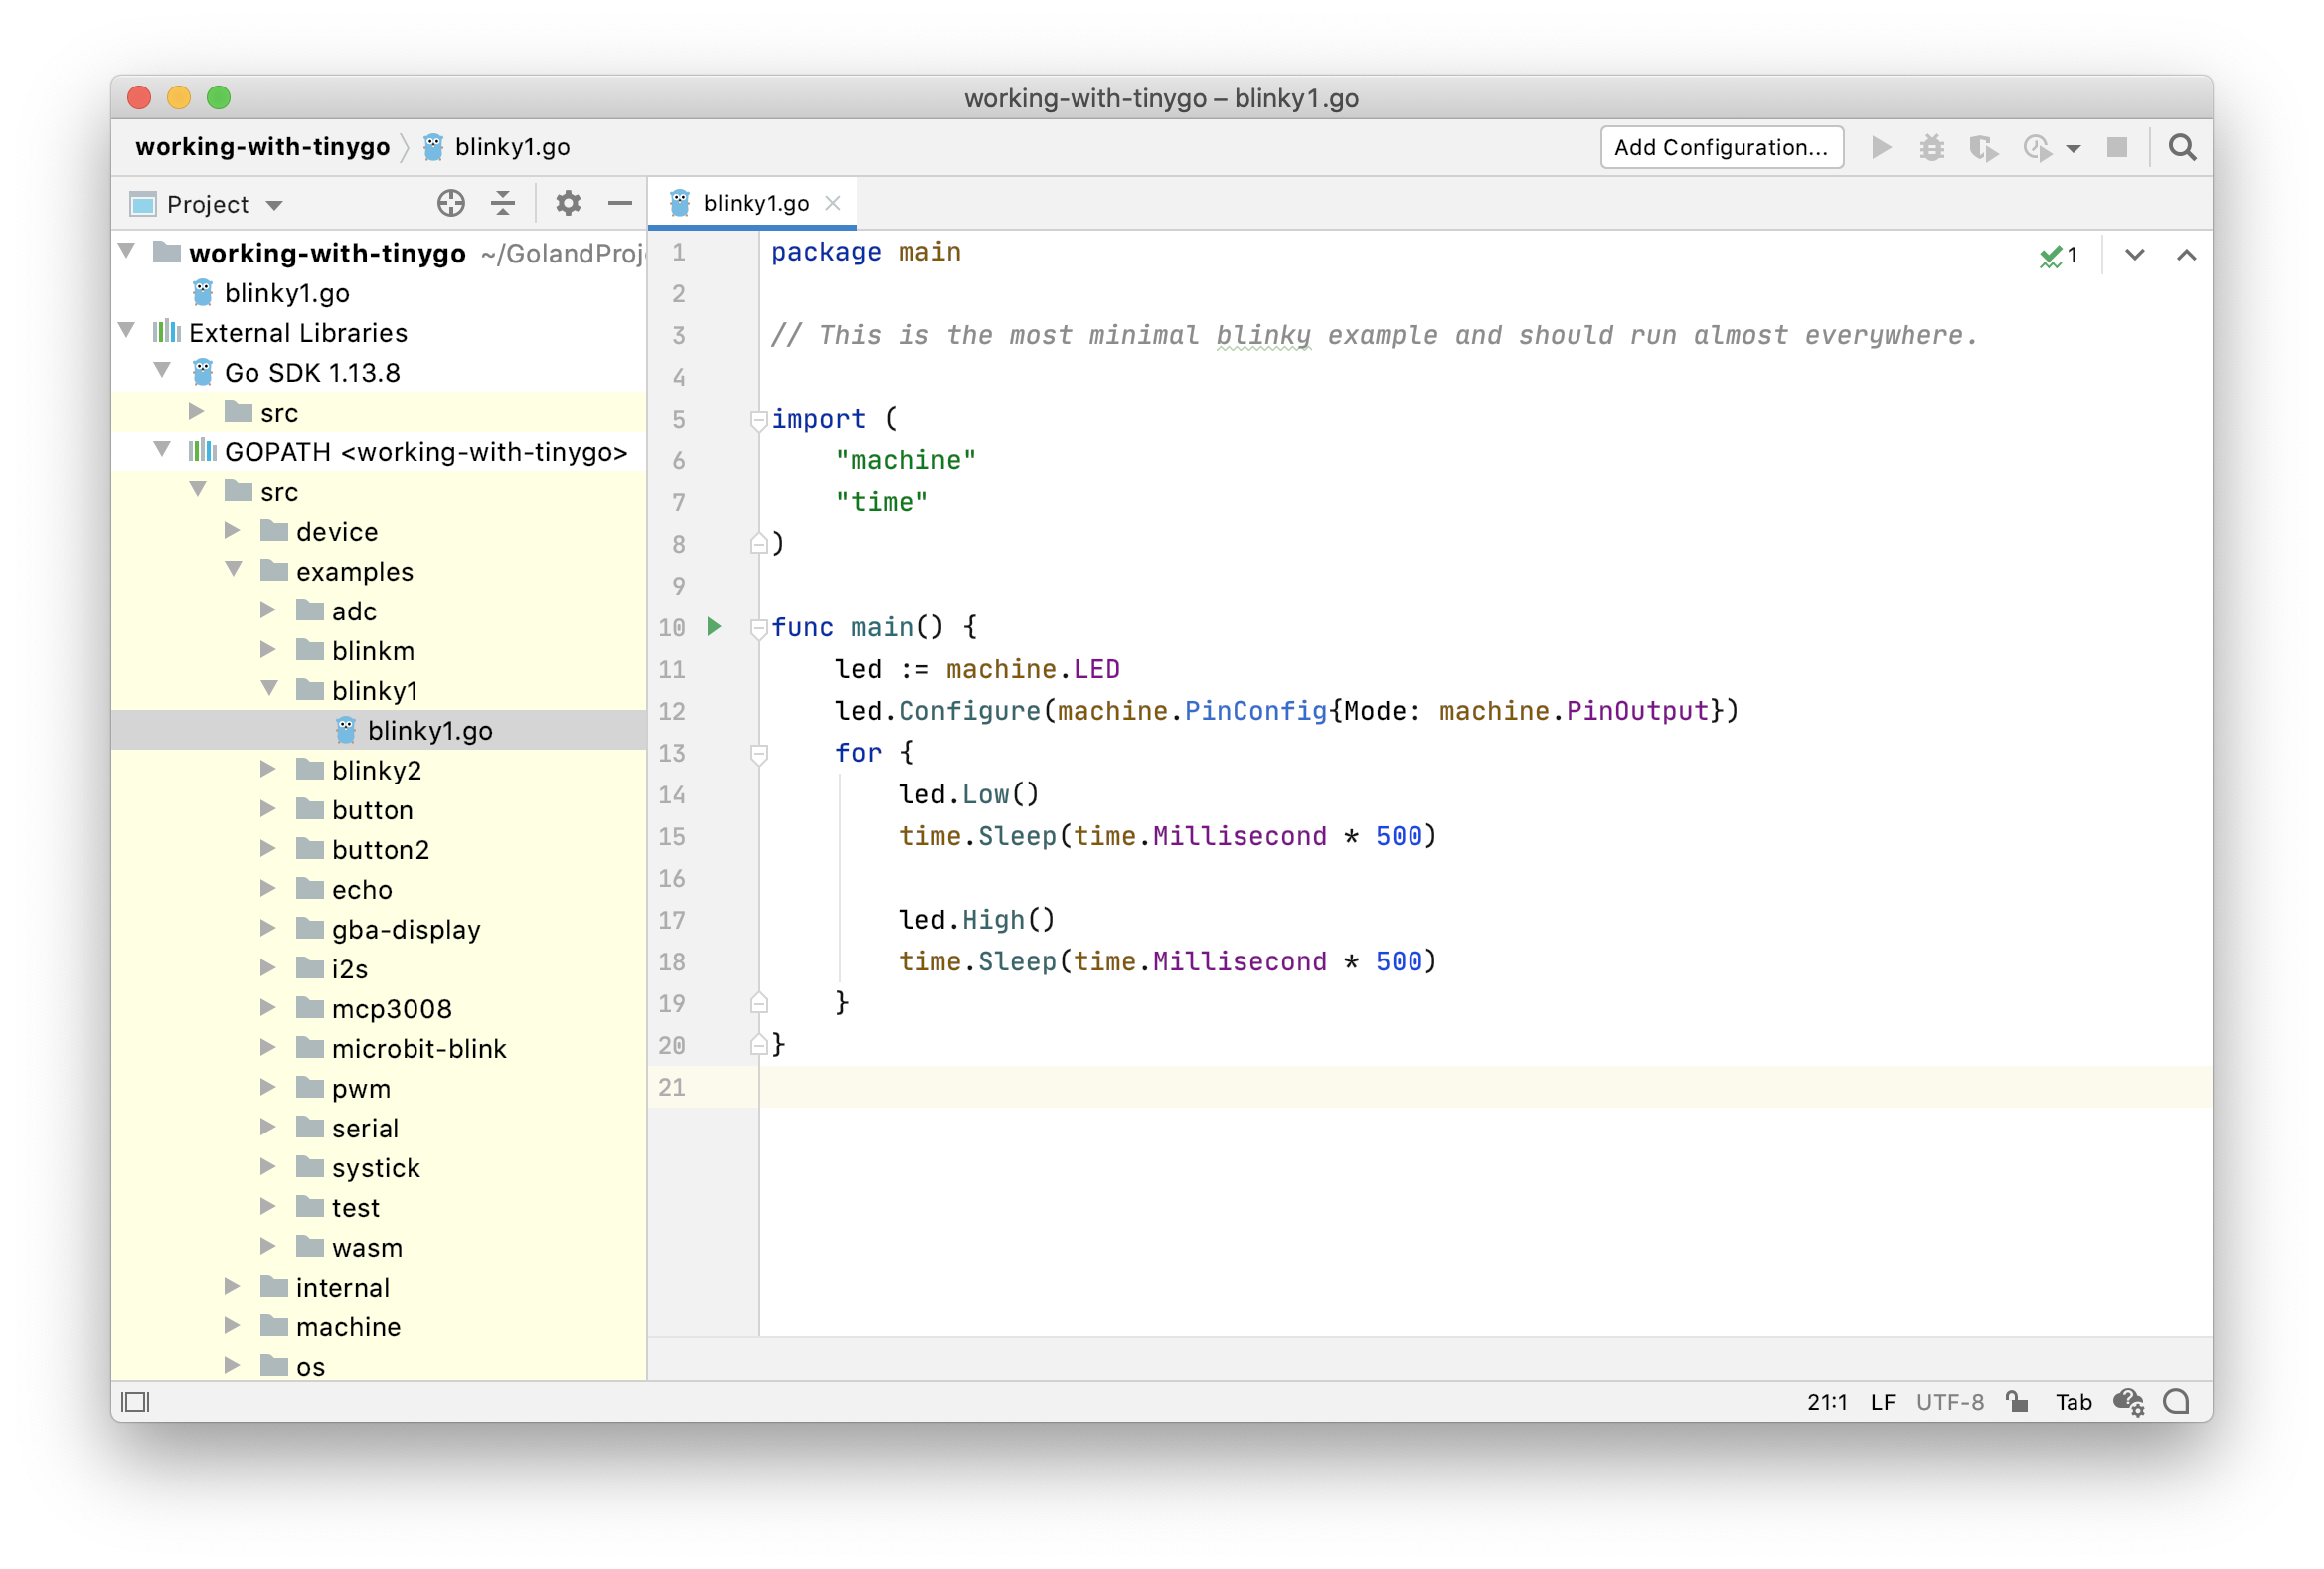 working-with-tinygo – blinky1.go
working-with-tinygo blinky1.go
Add Configuration...
Project
working-with-tinygo ~/GolandProj
blinky1.go
External Libraries
Go SDK 1.13.8
src
GOPATH <working-with-tinygo>
src
device
examples
adc
blinkm
blinky1
blinky1.go
blinky2
button
button2
echo
gba-display
i2s
mcp3008
microbit-blink
pwm
serial
systick
test
wasm
internal
machine
os
blinky1.go
1 package main
1
2
3 // This is the most minimal blinky example and should run almost everywhere.
4
5 import (
6 "machine"
7 "time"
8 )
9
10 func main() {
11 led := machine.LED
12 led.Configure(machine.PinConfig{Mode: machine.PinOutput})
13 for {
14 led.Low()
15 time.Sleep(time.Millisecond * 500)
16
17 led.High()
18 time.Sleep(time.Millisecond * 500)
19 }
20 }
21
21:1 LF UTF-8 Tab